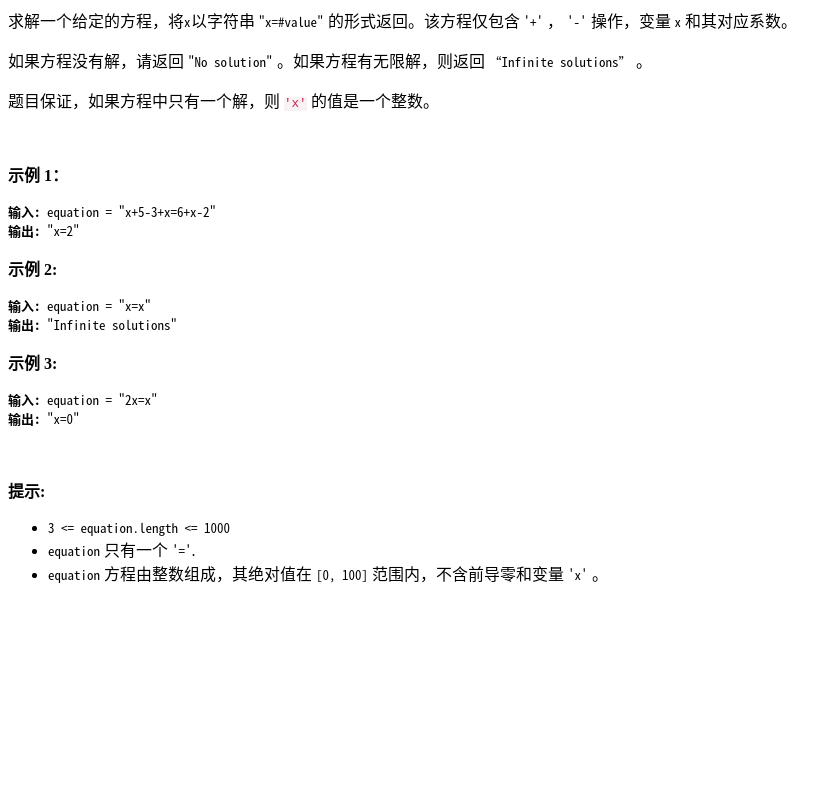 求解一个给定的方程，将x以字符串 "x=#value" 的形式返回。该方程仅包含 '+' ， '-' 操作，变量 x 和其对应系数。
如果方程没有解，请返回 "No solution" 。如果方程有无限解，则返回 “Infinite solutions” 。
题目保证，如果方程中只有一个解，则 'x' 的值是一个整数。
示例 1：
输入: equation = "x+5-3+x=6+x-2"
输出: "x=2"
示例 2:
输入: equation = "x=x"
输出: "Infinite solutions"
示例 3:
输入: equation = "2x=x"
输出: "x=0"
提示:
• 3 <= equation.length <= 1000
• equation 只有一个 '='.
• equation 方程由整数组成，其绝对值在 [0, 100] 范围内，不含前导零和变量 'x' 。